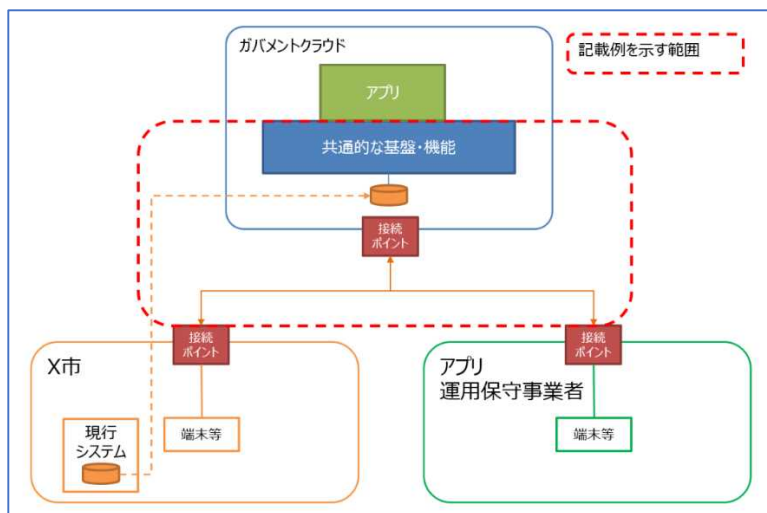 ガバメントクラウド
記載例を示す範囲
アプリ
共通的な基盤・機能
接続
ポイント
接続
ポイント
接続
ポイント
X市
アプリ
運用保守事業者
現行
システム
端末等
端末等